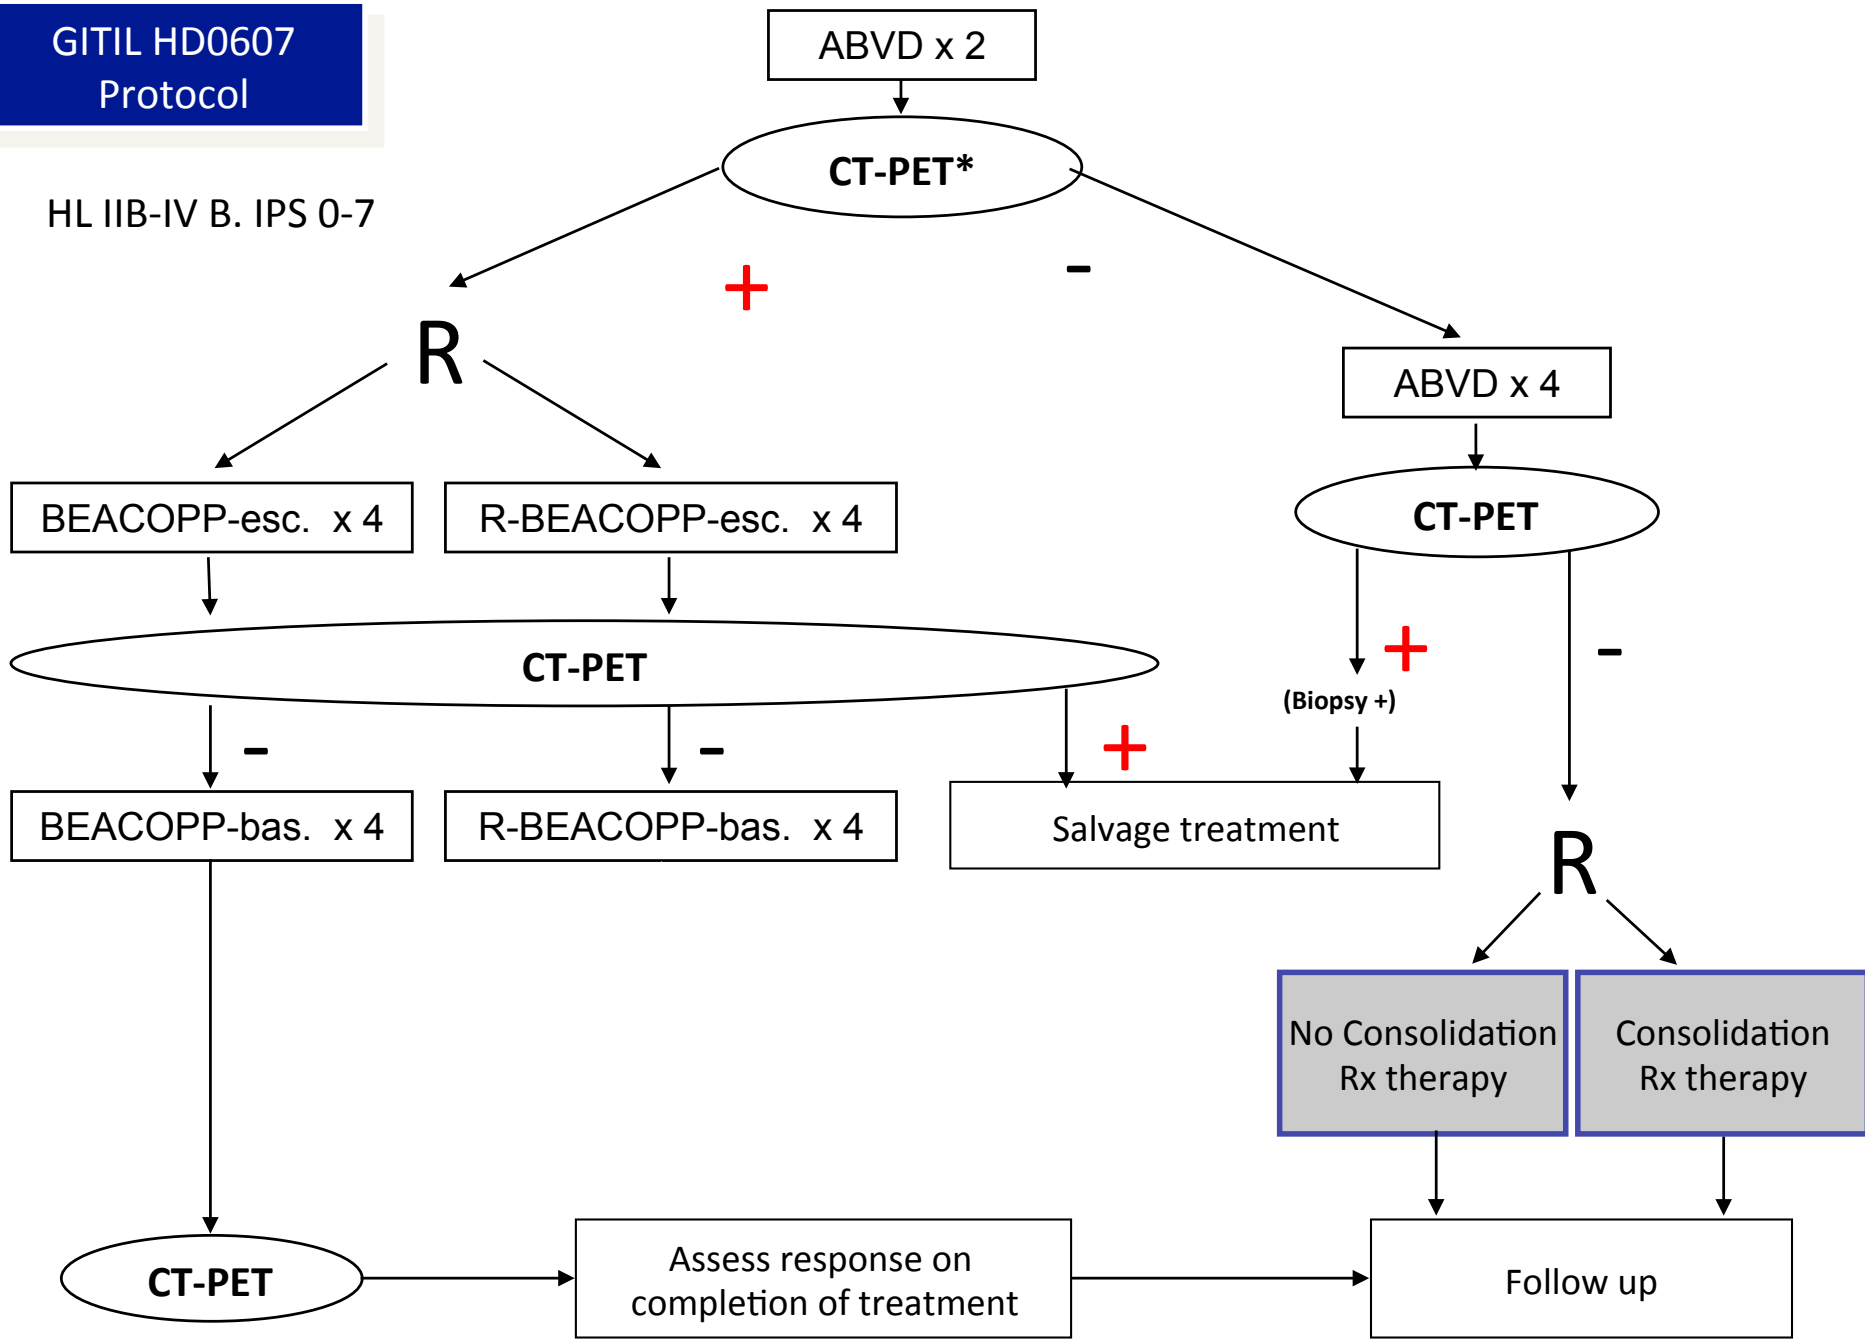 GITIL HD0607
Protocol
HL IIB-IV B. IPS 0-7
ABVD x 2
CT-PET*
+
-
R
ABVD x 4
BEACOPP-esc. x 4
R-BEACOPP-esc. x 4
CT-PET
CT-PET
+
-
(Biopsy +)
-
-
+
BEACOPP-bas. x 4
R-BEACOPP-bas. x 4
Salvage treatment
R
No Consolidation
Rx therapy
Consolidation
Rx therapy
CT-PET
Assess response on
completion of treatment
Follow up